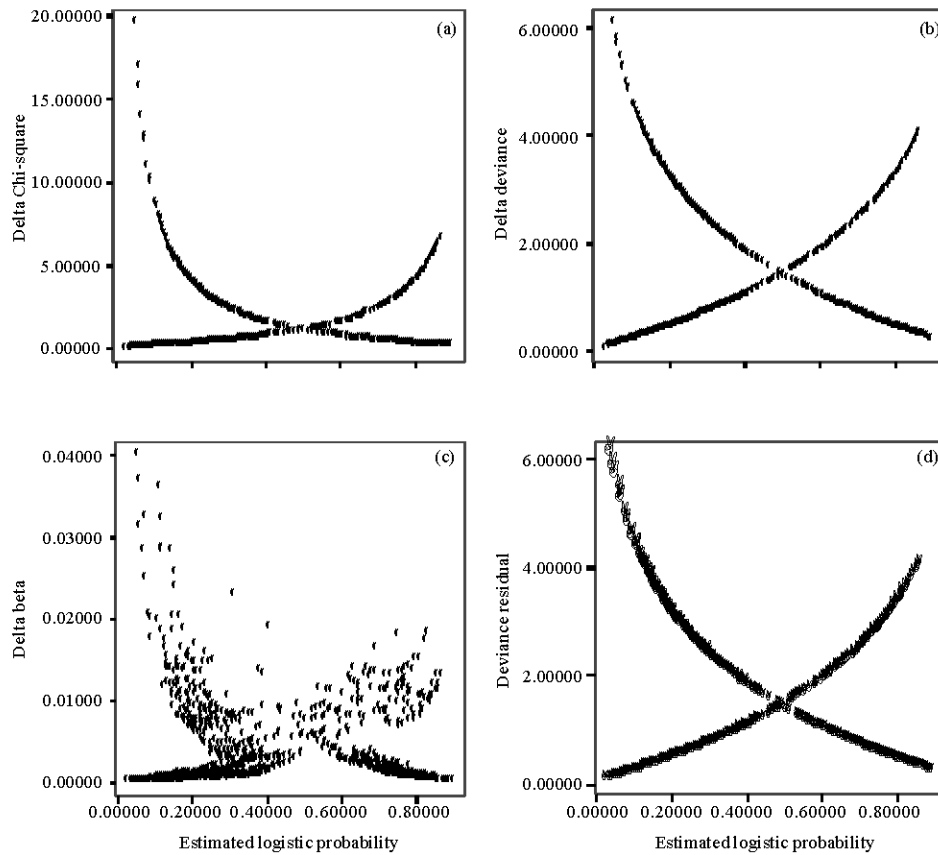 (a)
Delta Chi-square
20.00000
15.00000
10.00000
5.00000
0.00000
(b)
Delta deviance
6.00000
4.00000
2.00000
0.00000
(c)
Delta beta
0.04000
0.03000
0.02000
0.01000
0.00000
0.00000 0.20000 0.40000 0.60000 0.80000
Estimated logistic probability
(d)
Deviance residual
6.00000
4.00000
2.00000
0.00000
0.00000 0.20000 0.40000 0.60000 0.80000
Estimated logistic probability